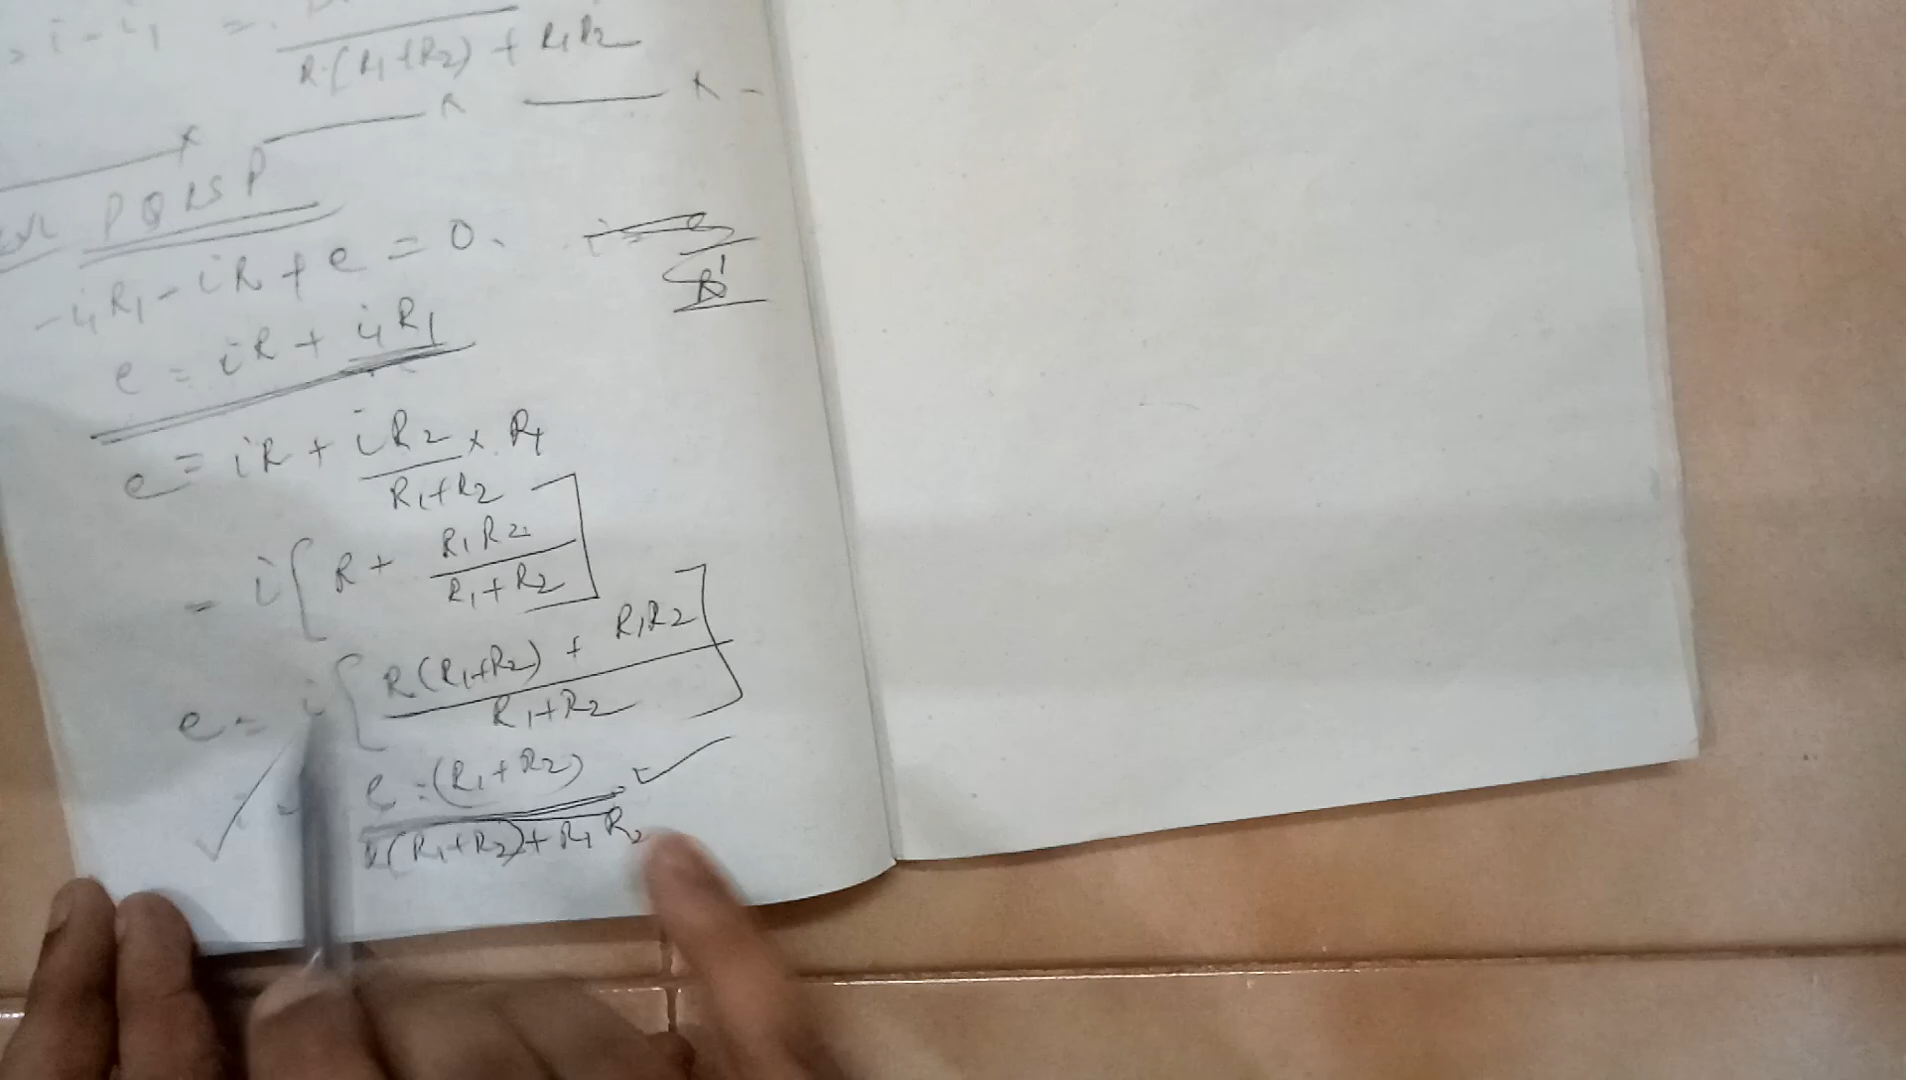 = i - i₁ =
R.(R₁+R₂) + R₁R₂
x R x -
PQRSP
-i₁R₁ - iR + e = 0.
e = iR + i₁R₁
e = iR + iR₂/(R₁+R₂) x R₁
= i[R + R₁R₂/(R₁+R₂)]
e = i[(R(R₁+R₂) + R₁R₂)/(R₁+R₂)]
e.(R₁+R₂)
R(R₁+R₂)+R₁R₂